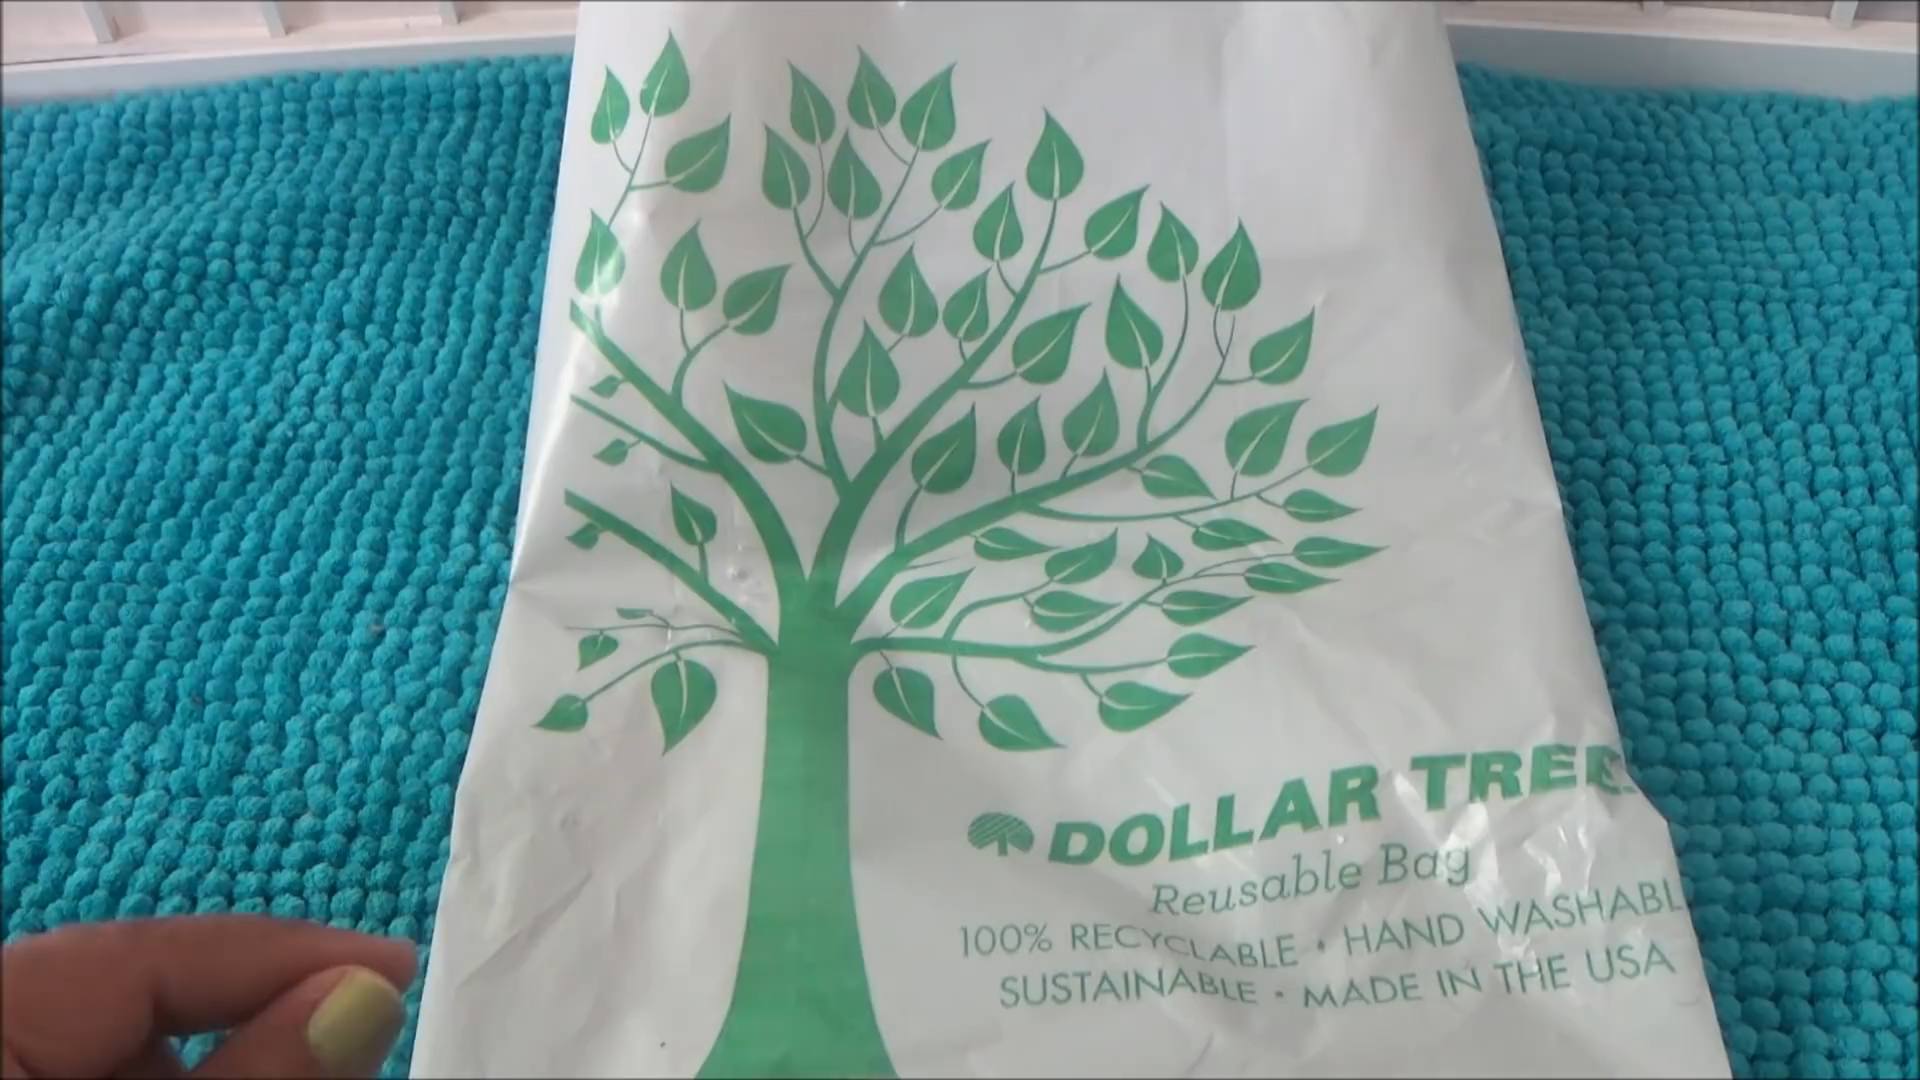 DOLLAR TREE
Reusable Bag
100% RECYCLABLE • HAND WASHABL
SUSTAINABLE • MADE IN THE USA